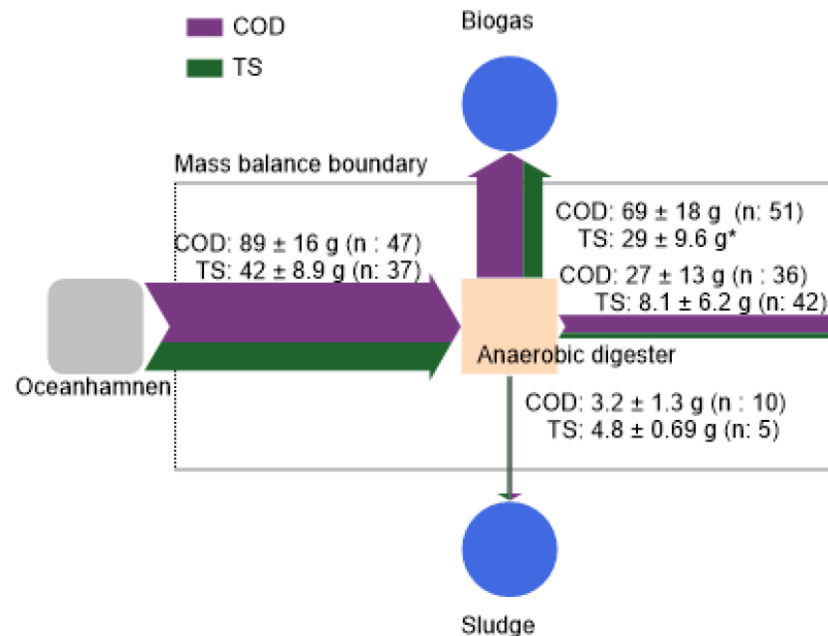 COD
TS
Biogas
Mass balance boundary
COD: 69 ± 18 g (n: 51)
TS: 29 ± 9.6 g*
COD: 89 ± 16 g (n : 47)
TS: 42 ± 8.9 g (n: 37)
COD: 27 ± 13 g (n : 36)
TS: 8.1 ± 6.2 g (n: 42)
Oceanhamnen
Anaerobic digester
COD: 3.2 ± 1.3 g (n : 10)
TS: 4.8 ± 0.69 g (n: 5)
Sludge